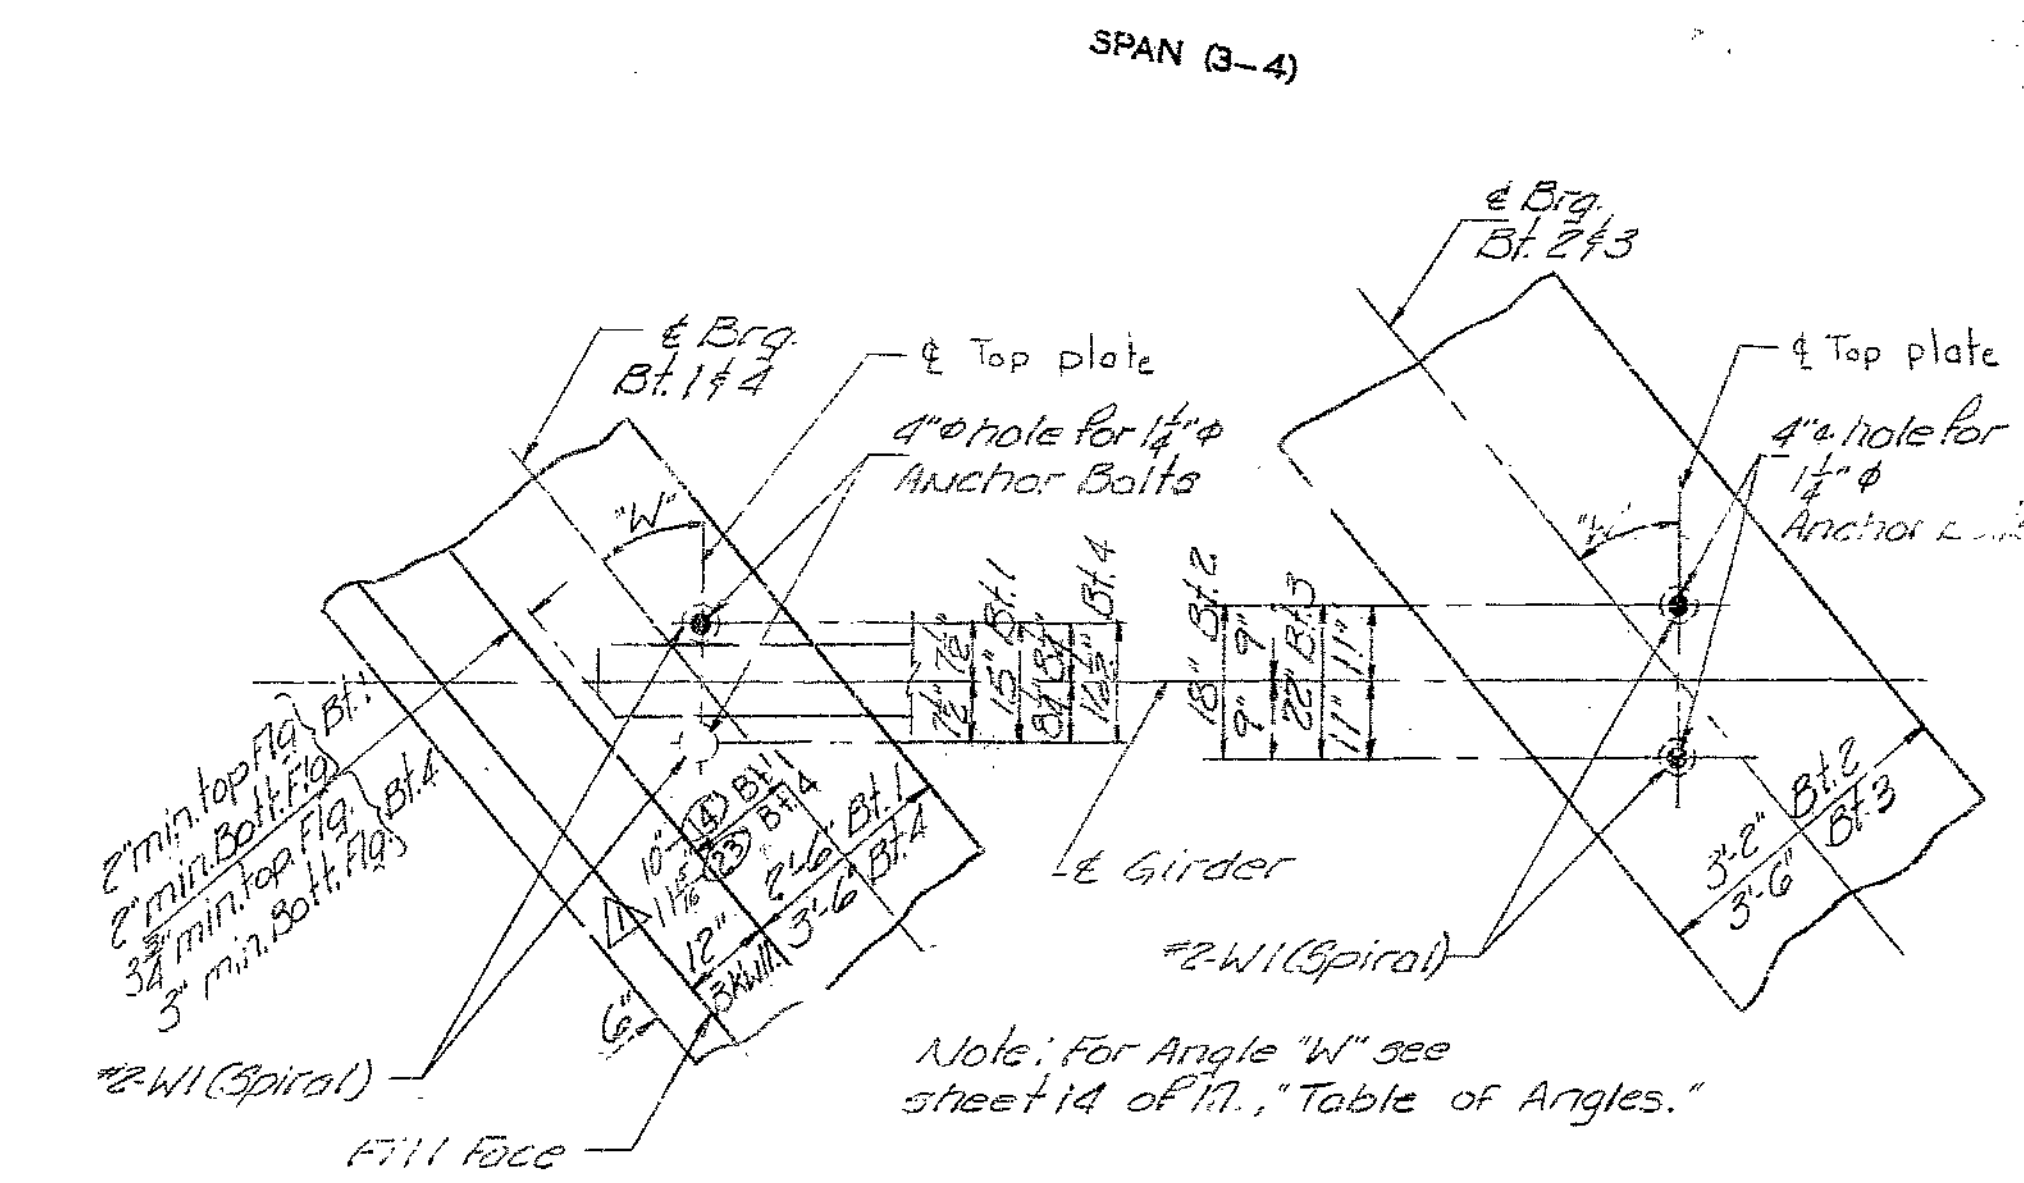 SPAN (3-4)
℄ Brg.
Bt. 1 & 4
℄ Top plate
4"ø hole for 1¼"ø
Anchor Bolts
"W"
7½" 7½"
15" Bt. 1
8¼" 8¼"
16½" Bt. 4
2" min. top Flg.
2" min. Bott. Flg.
Bt. 1
3¾" min. top Flg.
3" min. Bott. Flg.
Bt. 4
10" (14) Bt. 1
11 5/16" (23) Bt. 4
1
12"
2'-6" Bt. 1
3'-6" Bt. 4
6"
#2-W1 (Spiral)
Fill Face
℄ Girder
℄ Brg.
Bt. 2 & 3
℄ Top plate
4"ø hole for
1¼"ø
Anchor
"W"
18" Bt. 2
9" 9"
22" Bt. 3
11" 11"
3'-2" Bt. 2
3'-6" Bt. 3
#2-W1 (Spiral)
Note: For Angle "W" see
sheet 14 of 17., "Table of Angles."